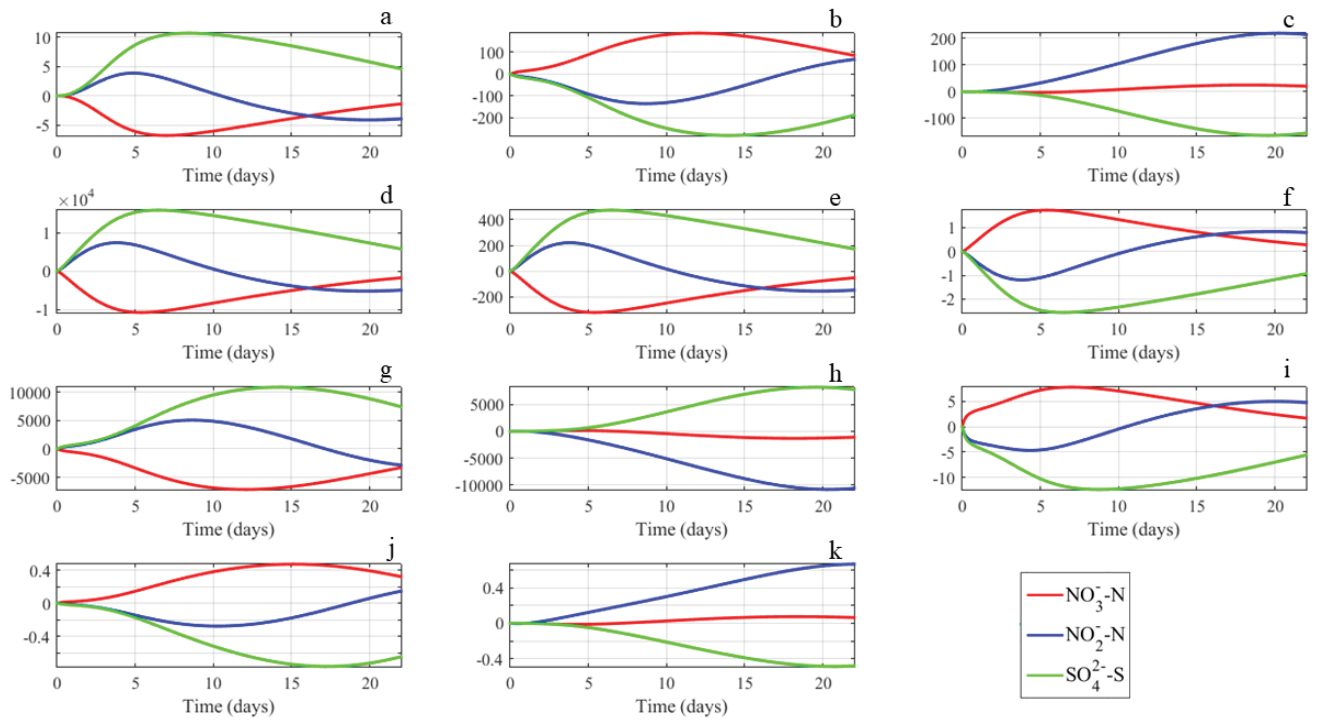 a
10
5
0
-5
0 5 10 15 20
Time (days)
b
100
0
-100
-200
0 5 10 15 20
Time (days)
c
200
100
0
-100
0 5 10 15 20
Time (days)
×10⁴
d
1
0
-1
0 5 10 15 20
Time (days)
e
400
200
0
-200
0 5 10 15 20
Time (days)
f
1
0
-1
-2
0 5 10 15 20
Time (days)
g
10000
5000
0
-5000
0 5 10 15 20
Time (days)
h
5000
0
-5000
-10000
0 5 10 15 20
Time (days)
i
5
0
-5
-10
0 5 10 15 20
Time (days)
j
0.4
0
-0.4
0 5 10 15 20
Time (days)
k
0.4
0
-0.4
0 5 10 15 20
Time (days)
NO₃⁻-N
NO₂⁻-N
SO₄²⁻-S